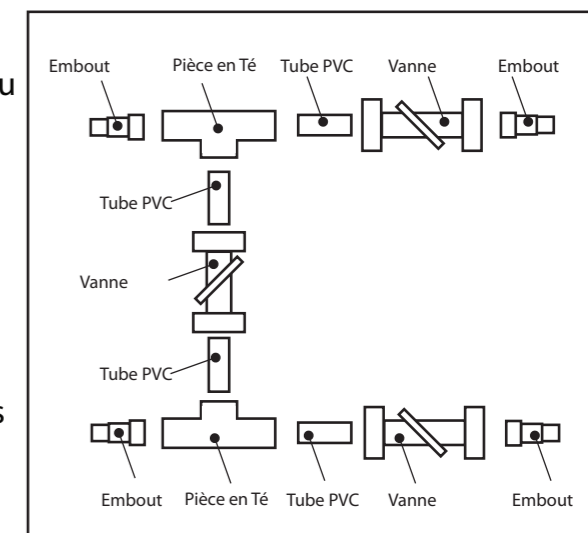 u
Embout Pièce en Té Tube PVC Vanne Embout
Tube PVC
Vanne
Tube PVC
s
Embout Pièce en Té Tube PVC Vanne Embout